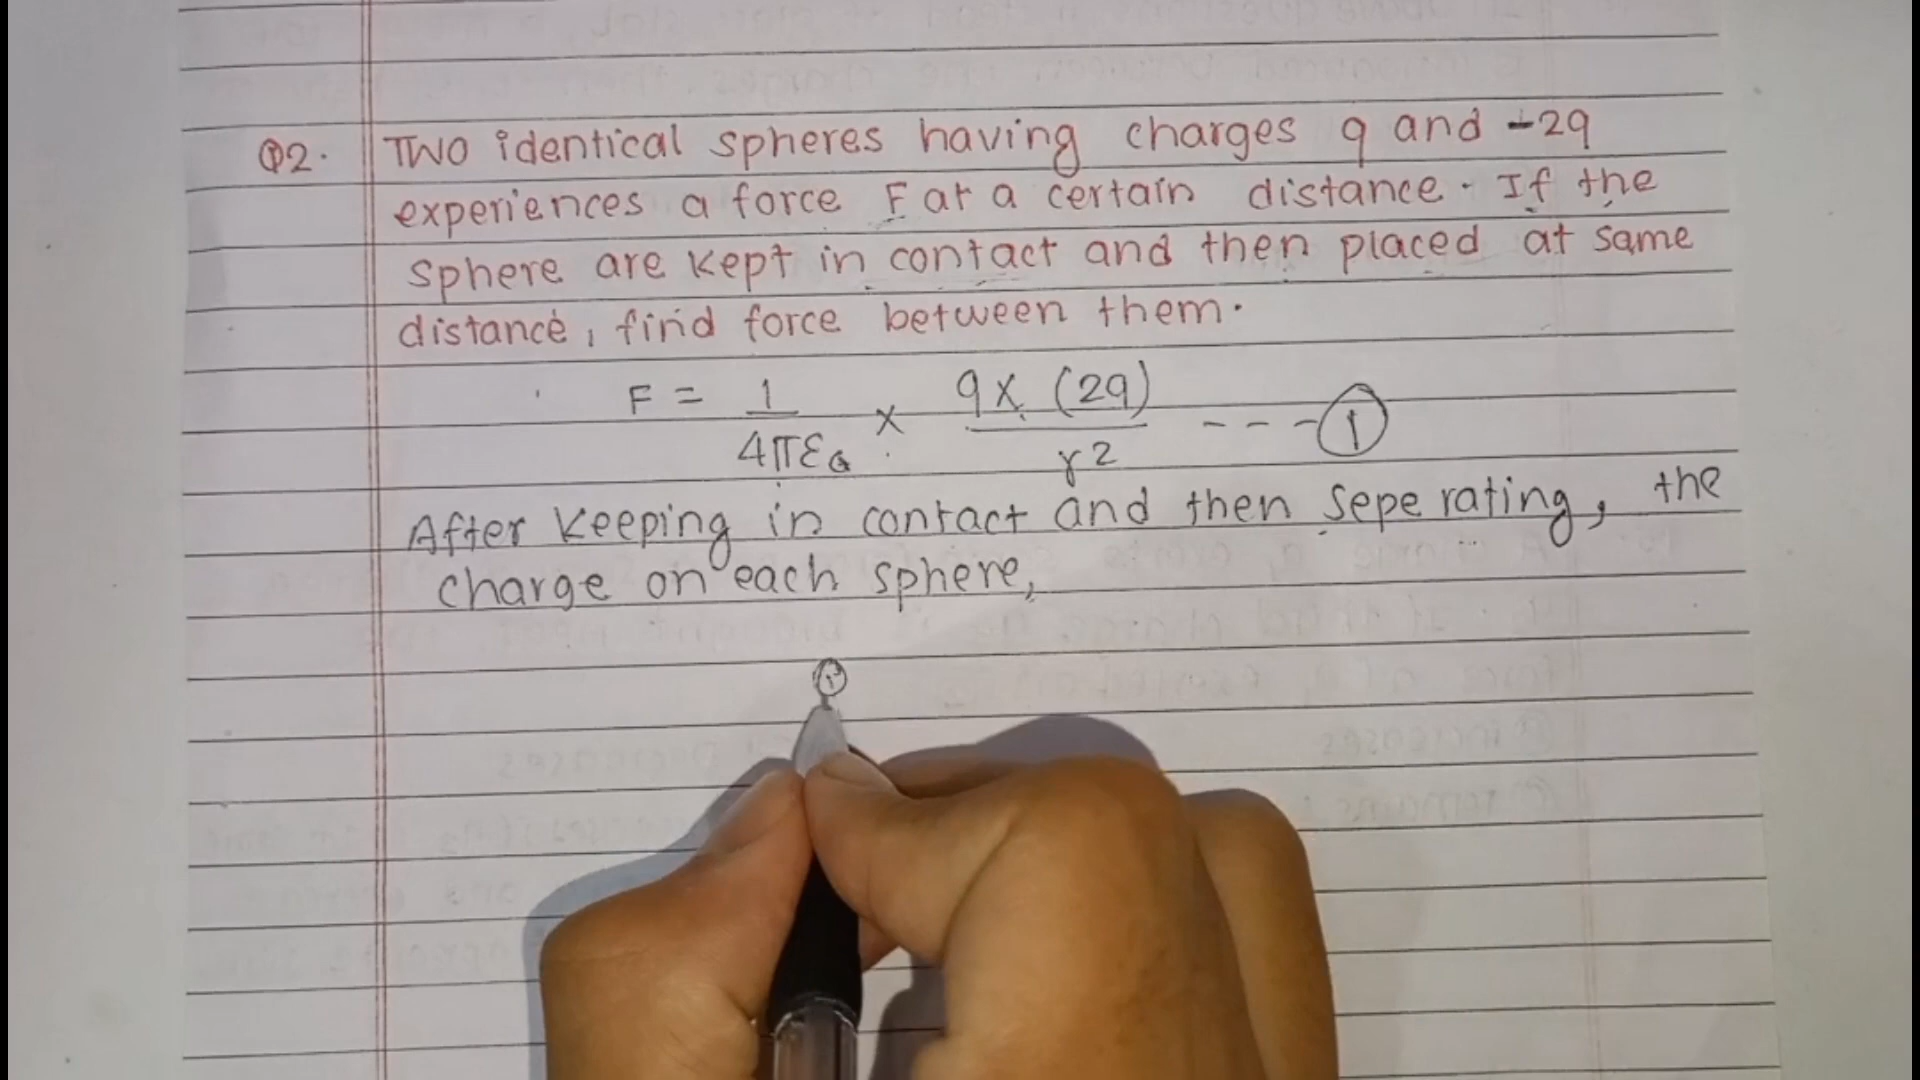 Q2. Two identical spheres having charges q and -2q
experiences a force F at a certain distance. If the
sphere are kept in contact and then placed at same
distance, find force between them.
F = 1/4πε₀ × q × (2q)/r² ---- ①
After keeping in contact and then seperating, the
charge on each sphere,